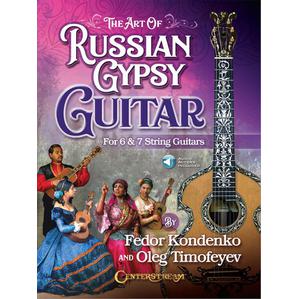 THE ART OF
RUSSIAN
GYPSY
GUITAR
For 6 & 7 String Guitars
BY
Fedor Kondenko
AND Oleg Timofeyev
CENTERSTREAM